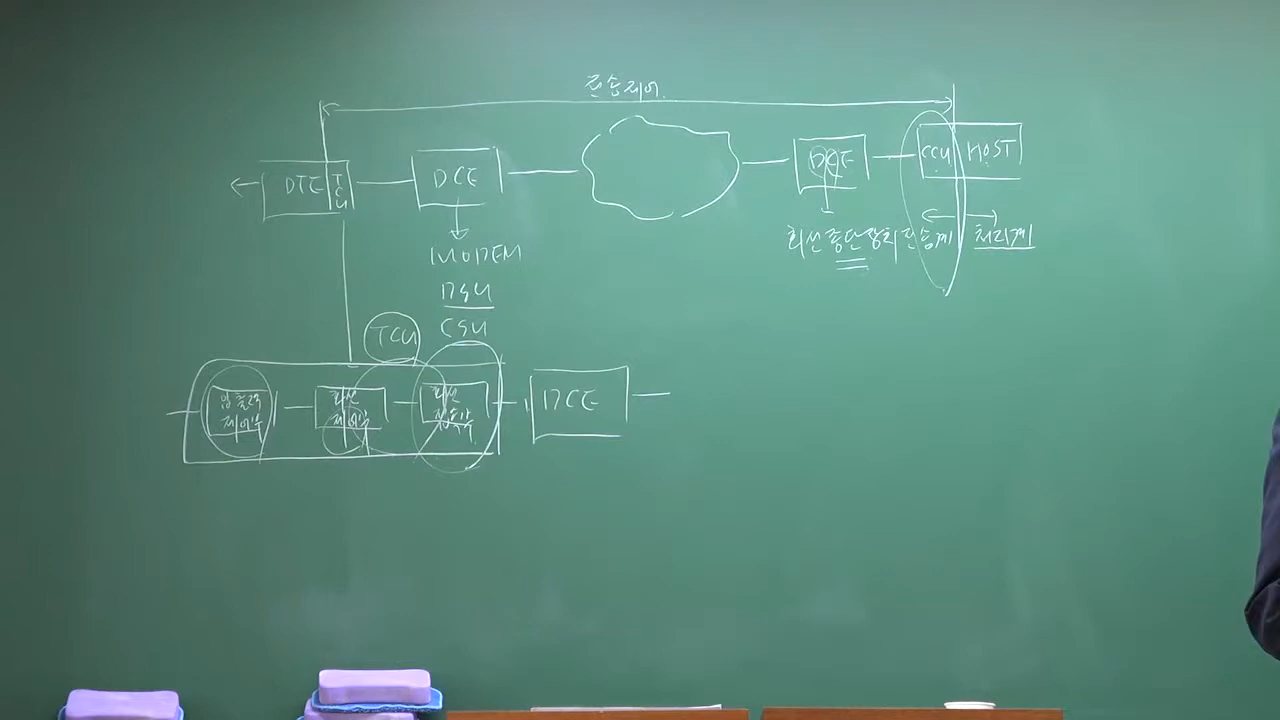 전송제어
DTE TCU
DCE
DCE
CCU HOST
MODEM
DSU
CSU
회선종단장치
전송계
처리계
TCU
입출력
제어부
회선
제어부
회선
접속부
DCE